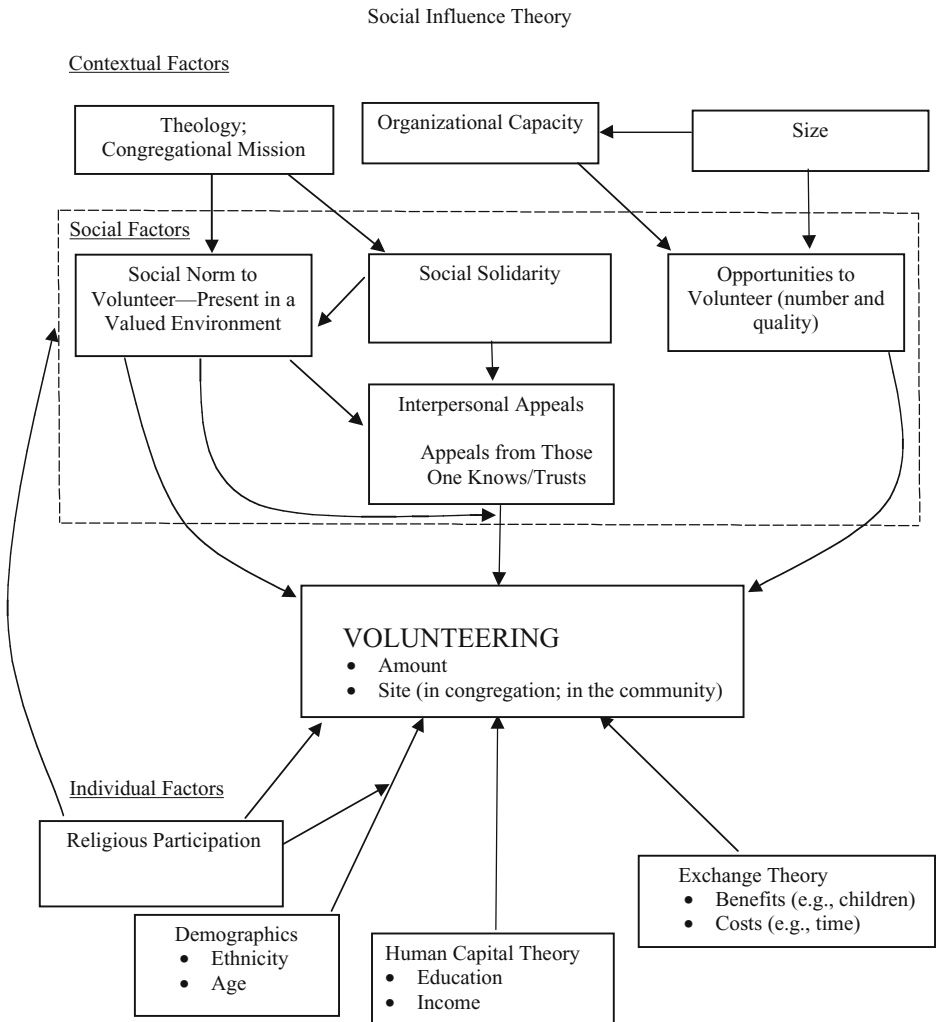 Social Influence Theory
Contextual Factors
Theology;
Congregational Mission
Organizational Capacity
Size
Social Factors
Social Norm to
Volunteer—Present in a
Valued Environment
Social Solidarity
Opportunities to
Volunteer (number and
quality)
Interpersonal Appeals
Appeals from Those
One Knows/Trusts
VOLUNTEERING
• Amount
• Site (in congregation; in the community)
Individual Factors
Religious Participation
Demographics
• Ethnicity
• Age
Human Capital Theory
• Education
• Income
Exchange Theory
• Benefits (e.g., children)
• Costs (e.g., time)